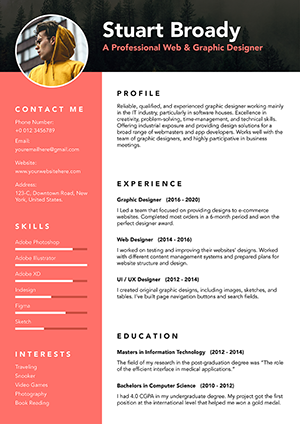 Stuart Broady
A Professional Web & Graphic Designer
CONTACT ME
Phone Number:
+0 012 3456789
Email:
youremailhere@gmail.com
Website:
www.yourwebsitehere.com
Address:
123-C, Downtown Road, New
York, United States.
SKILLS
Adobe Photoshop
Adobe Illustrator
Adobe XD
Indesign
Figma
Sketch
INTERESTS
Traveling
Snooker
Video Games
Photography
Book Reading
PROFILE
Reliable, qualified, and experienced graphic designer working mainly
in the IT industry, particularly in software houses. Excellence in
creativity, problem-solving, time-management, and technical skills.
Offering industrial exposure and providing design solutions for a
broad range of webmasters and app developers. Works well with the
team of graphic designers, and highly participative in business
meetings.
EXPERIENCE
Graphic Designer (2016 - 2020)
I led a team that focused on providing designs to e-commerce
websites. Completed most orders in a 6-month period and won the
perfect designer award.
Web Designer (2014 - 2016)
I worked on testing and improving their websites' designs. Worked
with different content management systems and prepared plans for
website structure and design.
UI / UX Designer (2012 - 2014)
I created original graphic designs, including images, sketches, and
tables. I've built page navigation buttons and search fields.
EDUCATION
Masters in Information Technology (2012 - 2014)
The field of my research in the post-graduation degree was "The role
of the efficient interface in medical applications."
Bachelors in Computer Science (2010 - 2012)
I had 4.0 CGPA in my undergraduate degree. My project got the first
position at the international level that helped me won a gold medal.